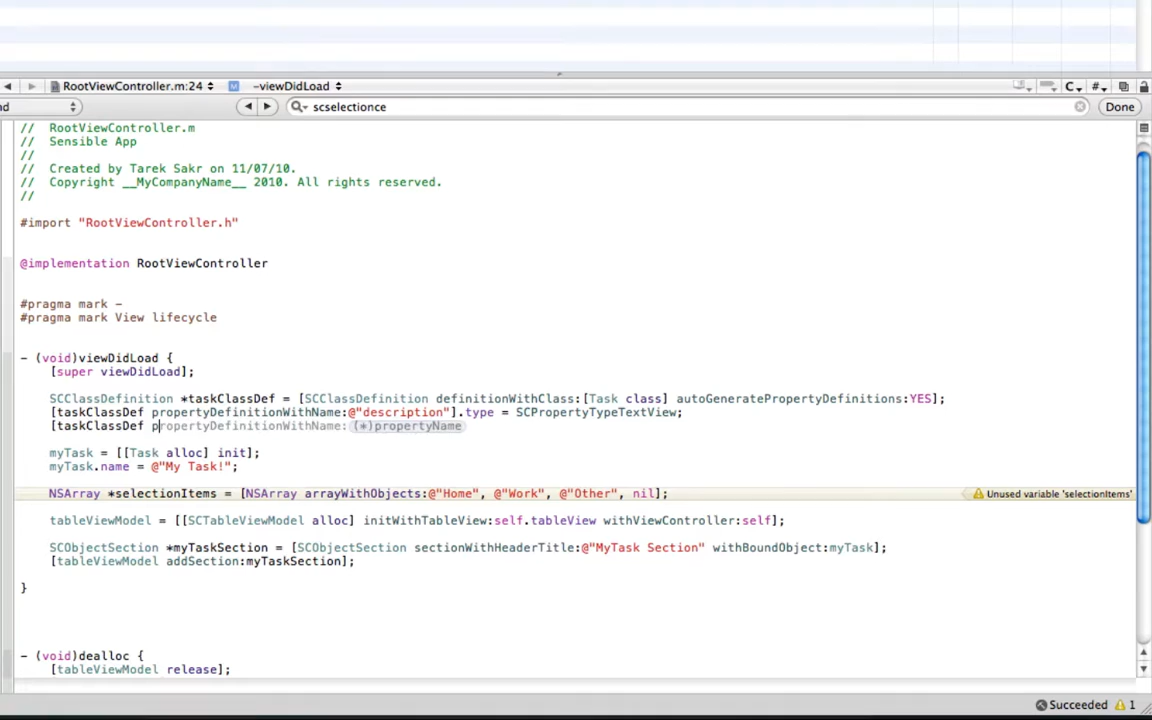 RootViewController.m:24 M -viewDidLoad C #
nd scselectionce Done
// RootViewController.m
// Sensible App
//
// Created by Tarek Sakr on 11/07/10.
// Copyright __MyCompanyName__ 2010. All rights reserved.
//
#import "RootViewController.h"
@implementation RootViewController
#pragma mark -
#pragma mark View lifecycle
- (void)viewDidLoad {
[super viewDidLoad];
SCClassDefinition *taskClassDef = [SCClassDefinition definitionWithClass:[Task class] autoGeneratePropertyDefinitions:YES];
[taskClassDef propertyDefinitionWithName:@"description"].type = SCPropertyTypeTextView;
[taskClassDef propertyDefinitionWithName:(*)propertyName
myTask = [[Task alloc] init];
myTask.name = @"My Task!";
NSArray *selectionItems = [NSArray arrayWithObjects:@"Home", @"Work", @"Other", nil]; Unused variable 'selectionItems'
tableViewModel = [[SCTableViewModel alloc] initWithTableView:self.tableView withViewController:self];
SCObjectSection *myTaskSection = [SCObjectSection sectionWithHeaderTitle:@"MyTask Section" withBoundObject:myTask];
[tableViewModel addSection:myTaskSection];
}
- (void)dealloc {
[tableViewModel release];
Succeeded 1